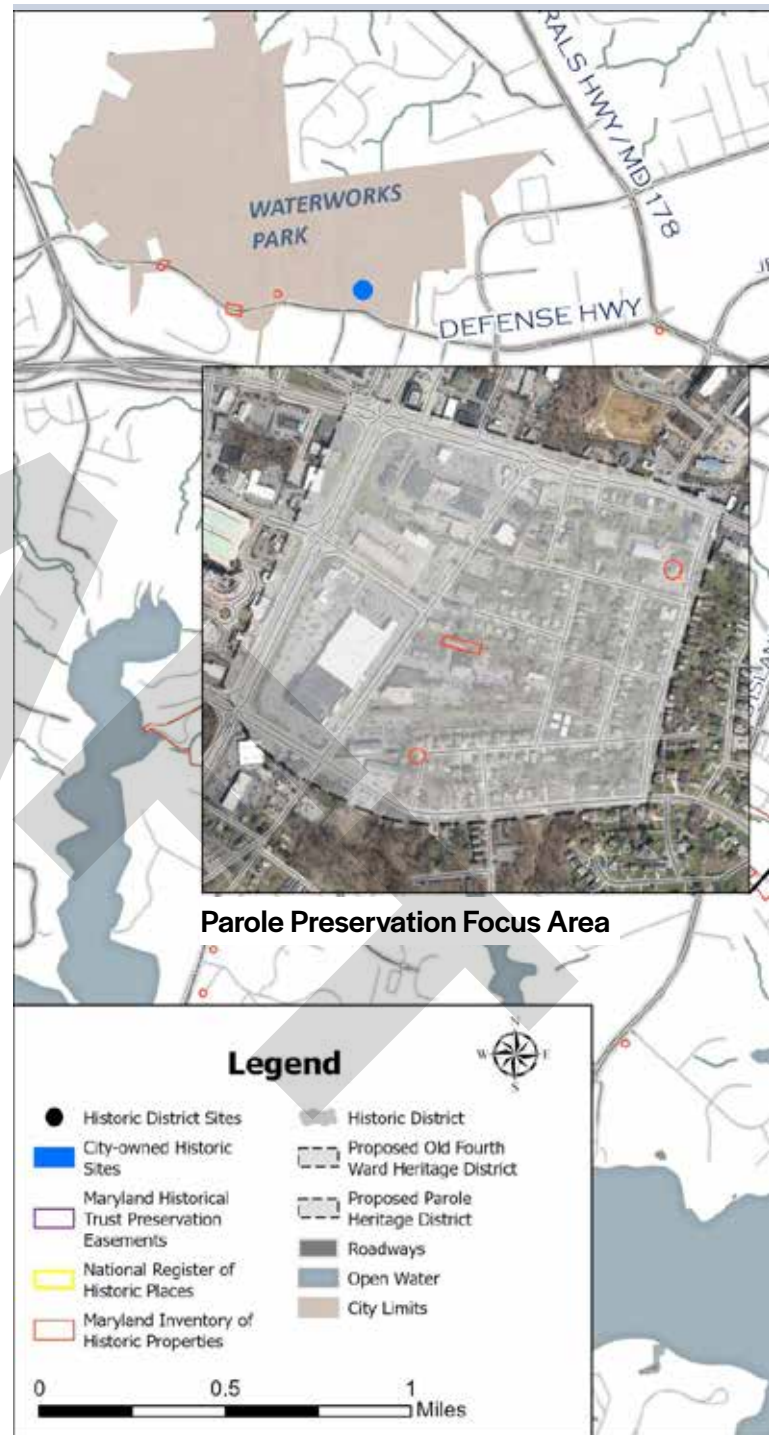 RALS HWY/MD 178
WATERWORKS
PARK
JE
DEFENSE HWY
ISLAN
Parole Preservation Focus Area
Legend
N
W
E
S
Historic District Sites
City-owned Historic
Sites
Maryland Historical
Trust Preservation
Easements
National Register of
Historic Places
Maryland Inventory of
Historic Properties
Historic District
Proposed Old Fourth
Ward Heritage District
Proposed Parole
Heritage District
Roadways
Open Water
City Limits
0 0.5 1
Miles